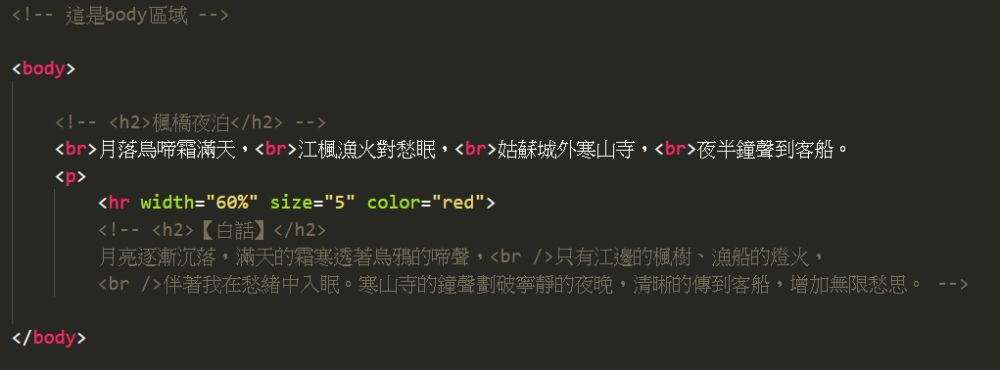 <!-- 這是body區域 -->
<body>
<!-- <h2>楓橋夜泊</h2> -->
<br>月落烏啼霜滿天，<br>江楓漁火對愁眠，<br>姑蘇城外寒山寺，<br>夜半鐘聲到客船。
<p>
<hr width="60%" size="5" color="red">
<!-- <h2>【白話】</h2>
月亮逐漸沉落，滿天的霜寒透著烏鴉的啼聲，<br />只有江邊的楓樹、漁船的燈火，
<br />伴著我在愁緒中入眠。寒山寺的鐘聲劃破寧靜的夜晚，清晰的傳到客船，增加無限愁思。 -->
</body>